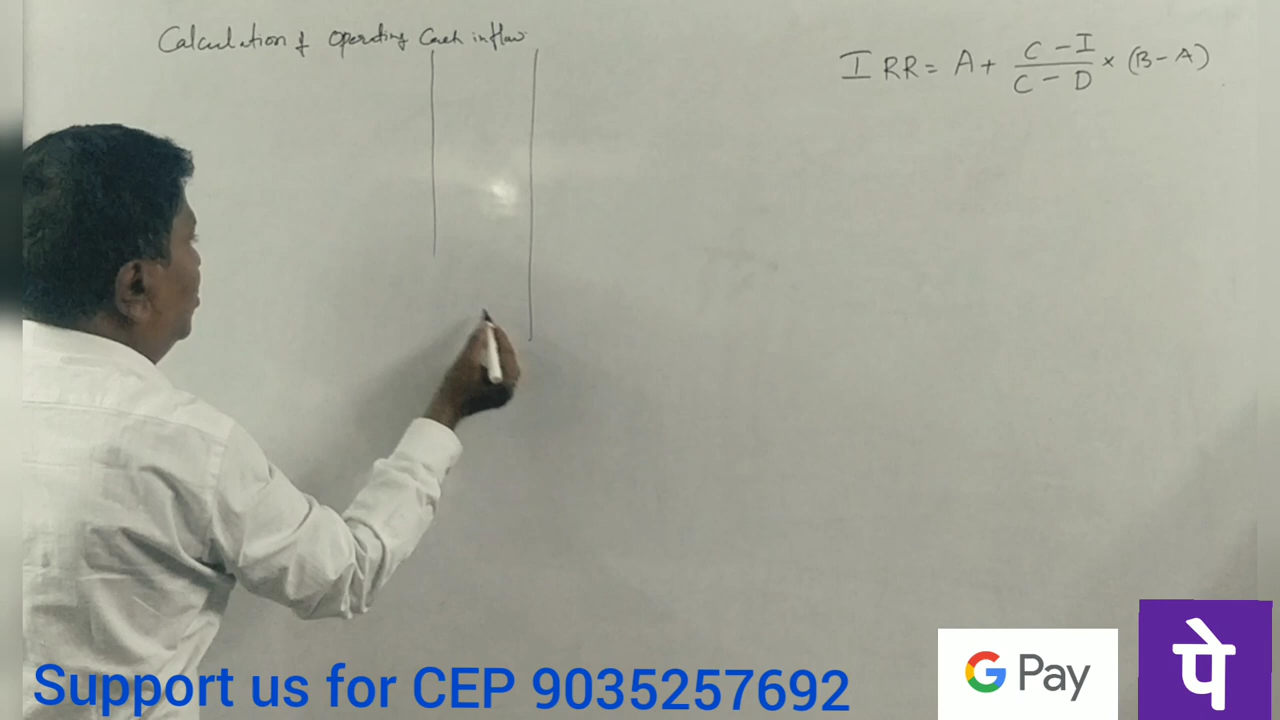 Calculation of operating Cash inflow
IRR = A + C - I / C - D × (B - A)
Support us for CEP 9035257692
G Pay
पे